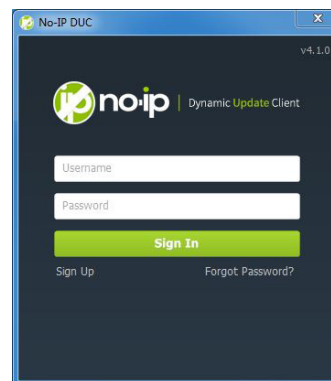 No-IP DUC
v4.1.0
no·ip | Dynamic Update Client
Username
Password
Sign In
Sign Up Forgot Password?